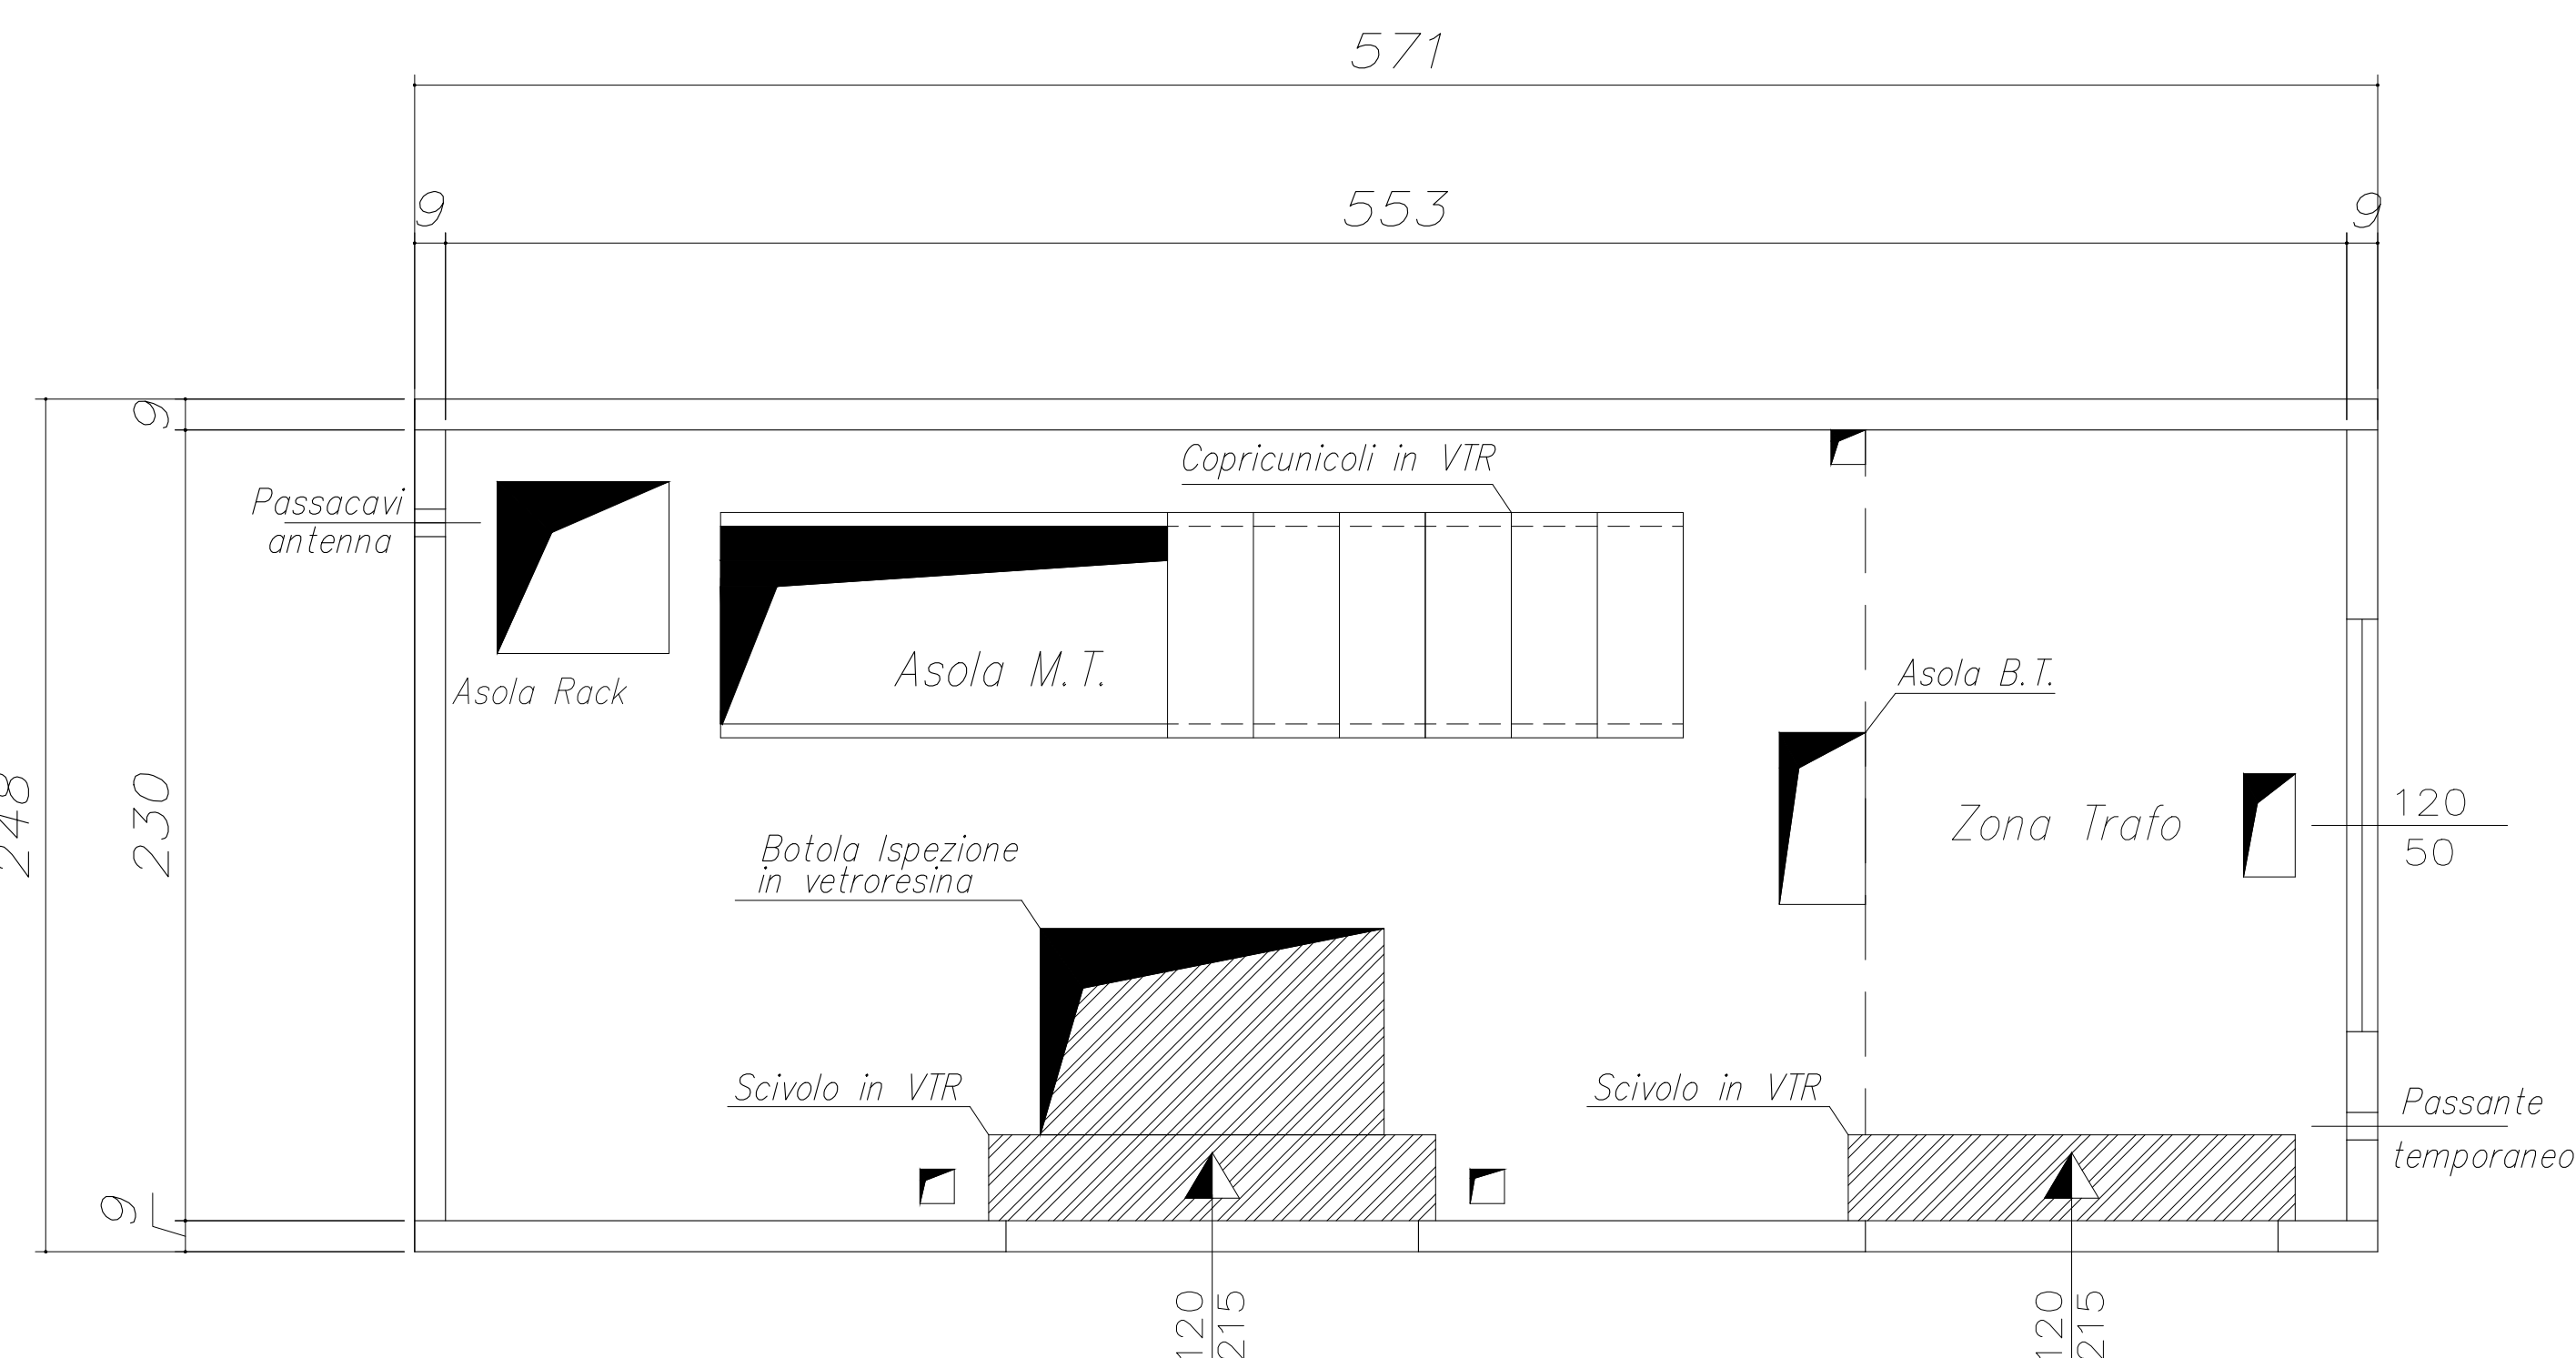 571
9
553
9
9
Copricunicoli in VTR
Passacavi
antenna
Asola M.T.
Asola Rack
Asola B.T.
248
230
Zona Trafo
120
50
Botola Ispezione
in vetroresina
Scivolo in VTR
Scivolo in VTR
Passante
temporaneo
9
120
215
120
215